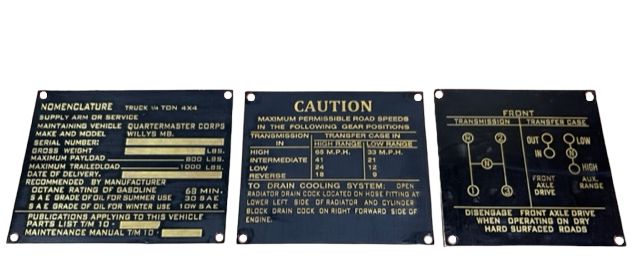 NOMENCLATURE TRUCK 1/4 TON 4X4
SUPPLY ARM OR SERVICE
MAINTAINING VEHICLE QUARTERMASTER CORPS
MAKE AND MODEL WILLYS MB.
SERIAL NUMBER:
GROSS WEIGHT LBS.
MAXIMUM PAYLOAD 800 LBS.
MAXIMUM TRAILEDLOAD 1000 LBS.
DATE OF DELIVERY.
RECOMMENDED BY MANUFACTURER
OCTANE RATING OF GASOLINE 68 MIN.
S A E GRADE OF OIL FOR SUMMER USE 30 SAE
S A E GRADE OF OIL FOR WINTER USE 10W SAE
PUBLICATIONS APPLYING TO THIS VEHICLE
PARTS LIST T/M 10 -
MAINTENANCE MANUAL T/M 10 -
CAUTION
MAXIMUM PERMISSIBLE ROAD SPEEDS
IN THE FOLLOWING GEAR POSITIONS
TRANSMISSION TRANSFER CASE IN
IN HIGH RANGE LOW RANGE
HIGH 65 M.P.H. 33 M.P.H.
INTERMEDIATE 41 21
LOW 24 12
REVERSE 18 9
TO DRAIN COOLING SYSTEM: OPEN
RADIATOR DRAIN COCK LOCATED ON HOSE FITTING AT
LOWER LEFT SIDE OF RADIATOR AND CYLINDER-
BLOCK DRAIN COCK ON RIGHT FORWARD SIDE OF
ENGINE.
FRONT
TRANSMISSION TRANSFER CASE
R 2 OUT LOW
N IN N
HIGH
1 3
FRONT AXLE DRIVE
AUX. RANGE
DISENGAGE FRONT AXLE DRIVE
WHEN OPERATING ON DRY
HARD SURFACED ROADS